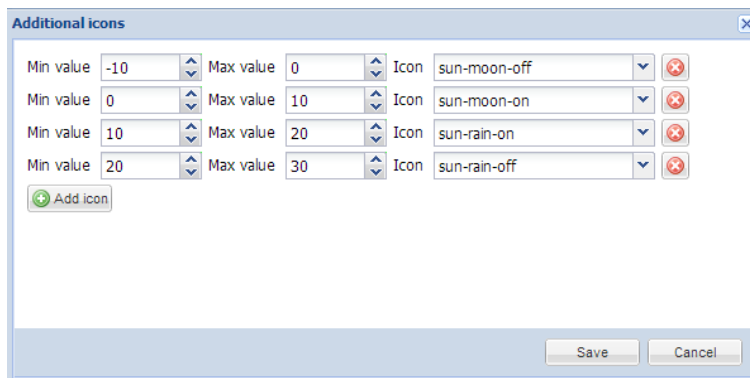 Additional icons
Min value -10 Max value 0 Icon sun-moon-off
Min value 0 Max value 10 Icon sun-moon-on
Min value 10 Max value 20 Icon sun-rain-on
Min value 20 Max value 30 Icon sun-rain-off
Add icon
Save Cancel